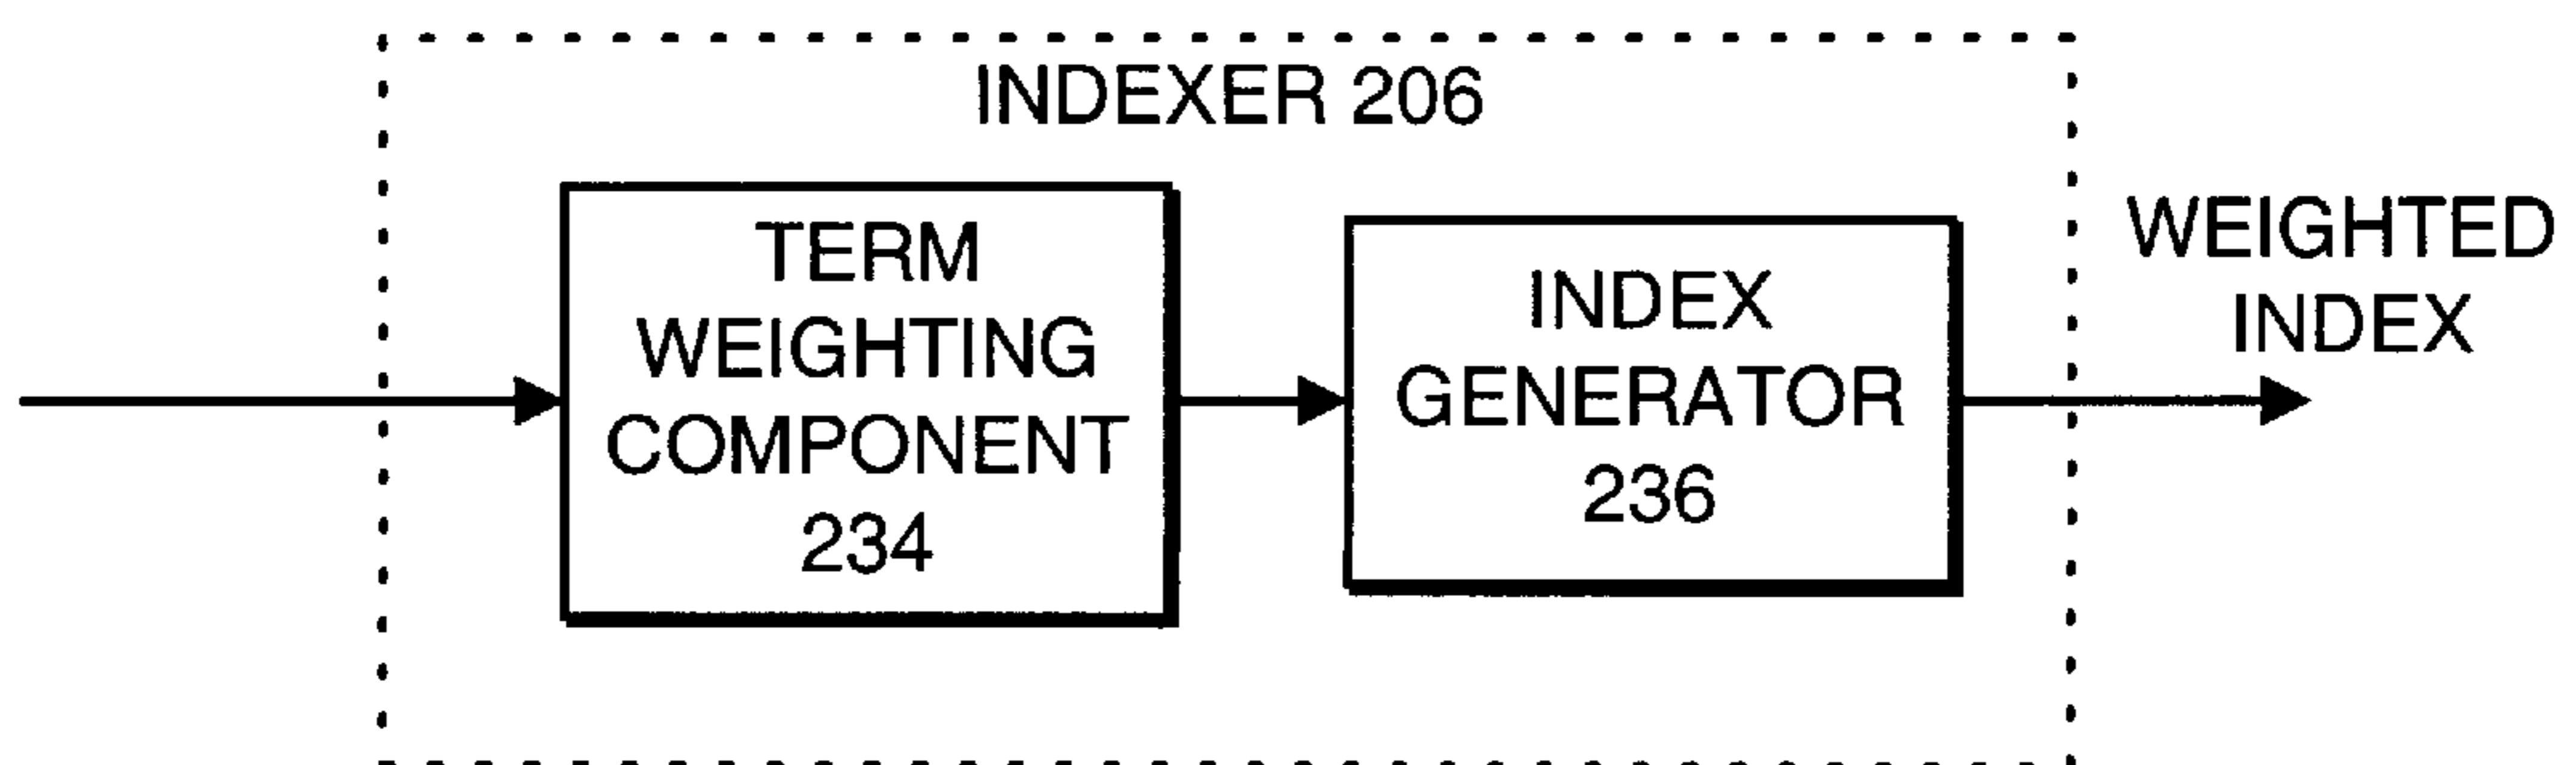 INDEXER 206
TERM
WEIGHTING
COMPONENT
234
INDEX
GENERATOR
236
WEIGHTED
INDEX